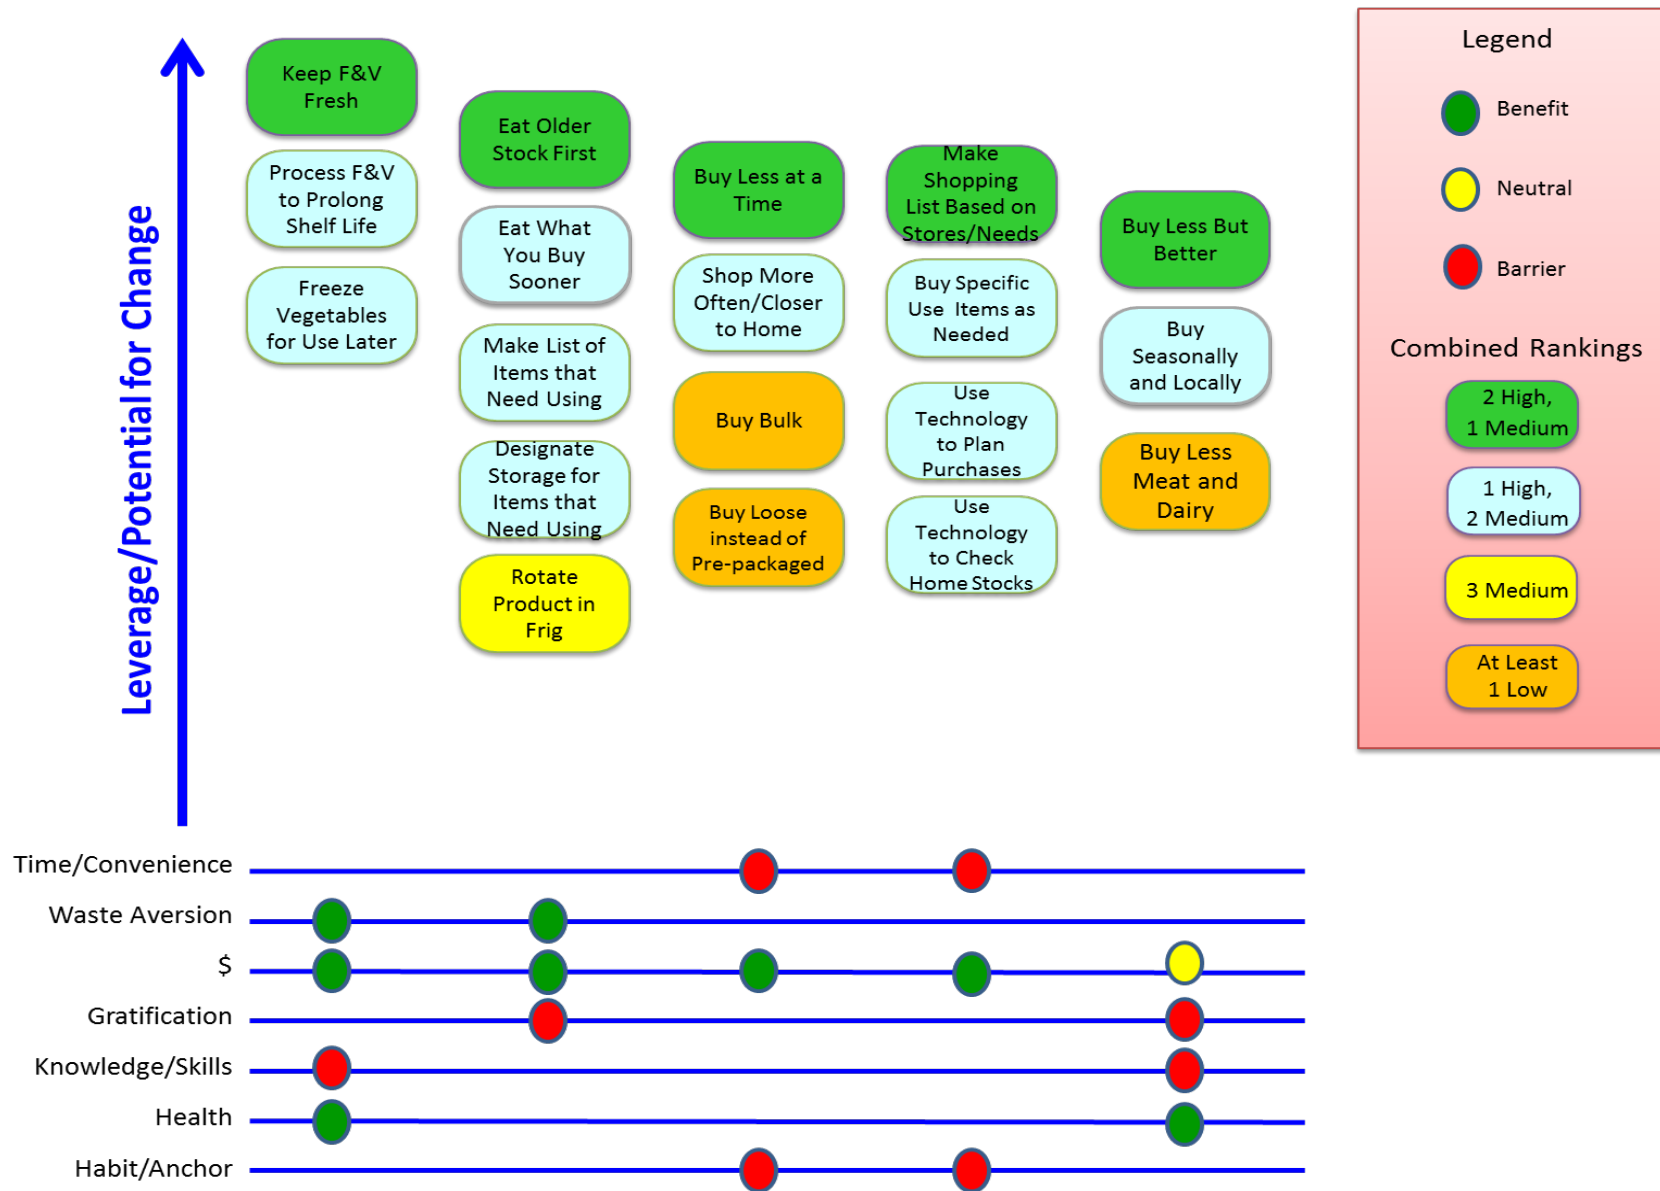 Leverage/Potential for Change
Keep F&V
Fresh
Process F&V
to Prolong
Shelf Life
Freeze
Vegetables
for Use Later
Eat Older
Stock First
Eat What
You Buy
Sooner
Make List of
Items that
Need Using
Designate
Storage for
Items that
Need Using
Rotate
Product in
Frig
Buy Less at a
Time
Shop More
Often/Closer
to Home
Buy Bulk
Buy Loose
instead of
Pre-packaged
Make
Shopping
List Based on
Stores/Needs
Buy Specific
Use Items as
Needed
Use
Technology
to Plan
Purchases
Use
Technology
to Check
Home Stocks
Buy Less But
Better
Buy
Seasonally
and Locally
Buy Less
Meat and
Dairy
Legend
Benefit
Neutral
Barrier
Combined Rankings
2 High,
1 Medium
1 High,
2 Medium
3 Medium
At Least
1 Low
Time/Convenience
Waste Aversion
$
Gratification
Knowledge/Skills
Health
Habit/Anchor